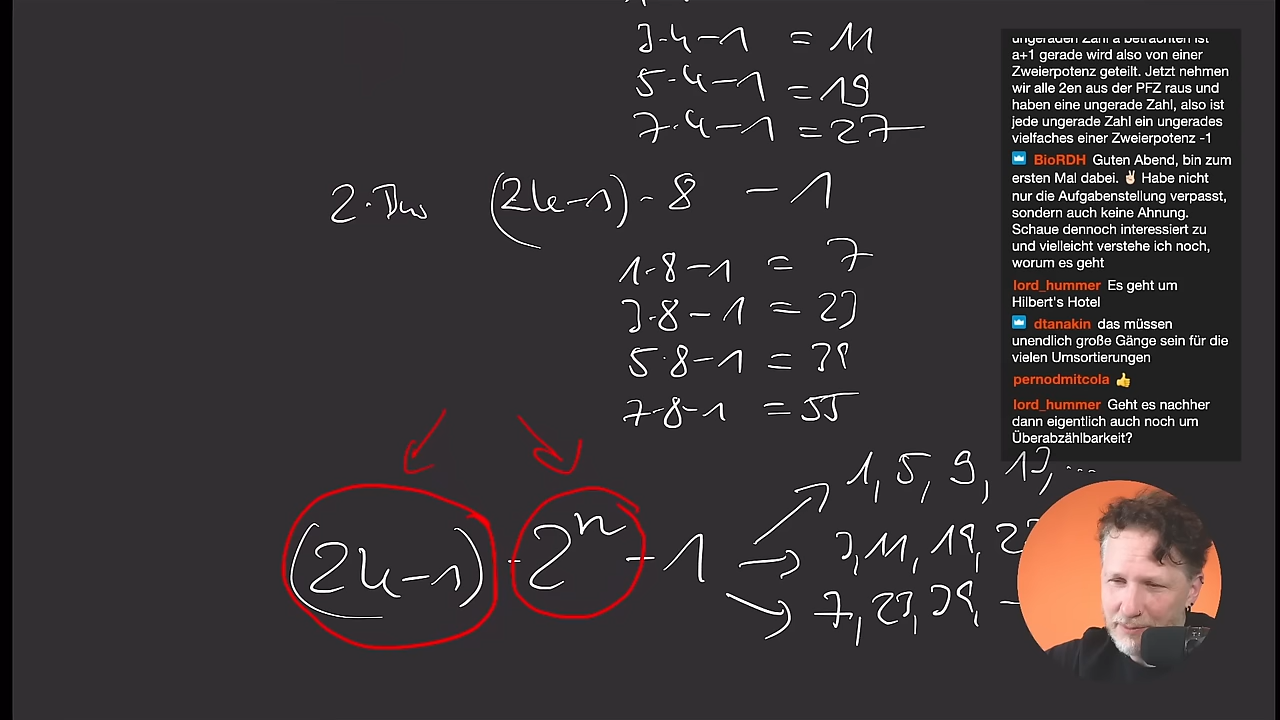 3·4-1 = 11
5·4-1 = 19
7·4-1 = 27
2. Bus (2k-1)·8 -1
1·8-1 = 7
3·8-1 = 23
5·8-1 = 39
7·8-1 = 55
(2k-1)·2ⁿ-1
1, 5, 9, 13, ...
3, 11, 19, 27
7, 23, 39, -
ungeraden Zahl a betrachten ist
a+1 gerade wird also von einer
Zweierpotenz geteilt. Jetzt nehmen
wir alle 2en aus der PFZ raus und
haben eine ungerade Zahl, also ist
jede ungerade Zahl ein ungerades
vielfaches einer Zweierpotenz -1
BioRDH Guten Abend, bin zum
ersten Mal dabei. ✌🏻 Habe nicht
nur die Aufgabenstellung verpasst,
sondern auch keine Ahnung.
Schaue dennoch interessiert zu
und vielleicht verstehe ich noch,
worum es geht
lord_hummer Es geht um
Hilbert's Hotel
dtanakin das müssen
unendlich große Gänge sein für die
vielen Umsortierungen
pernodmitcola 👍
lord_hummer Geht es nachher
dann eigentlich auch noch um
Überabzählbarkeit?